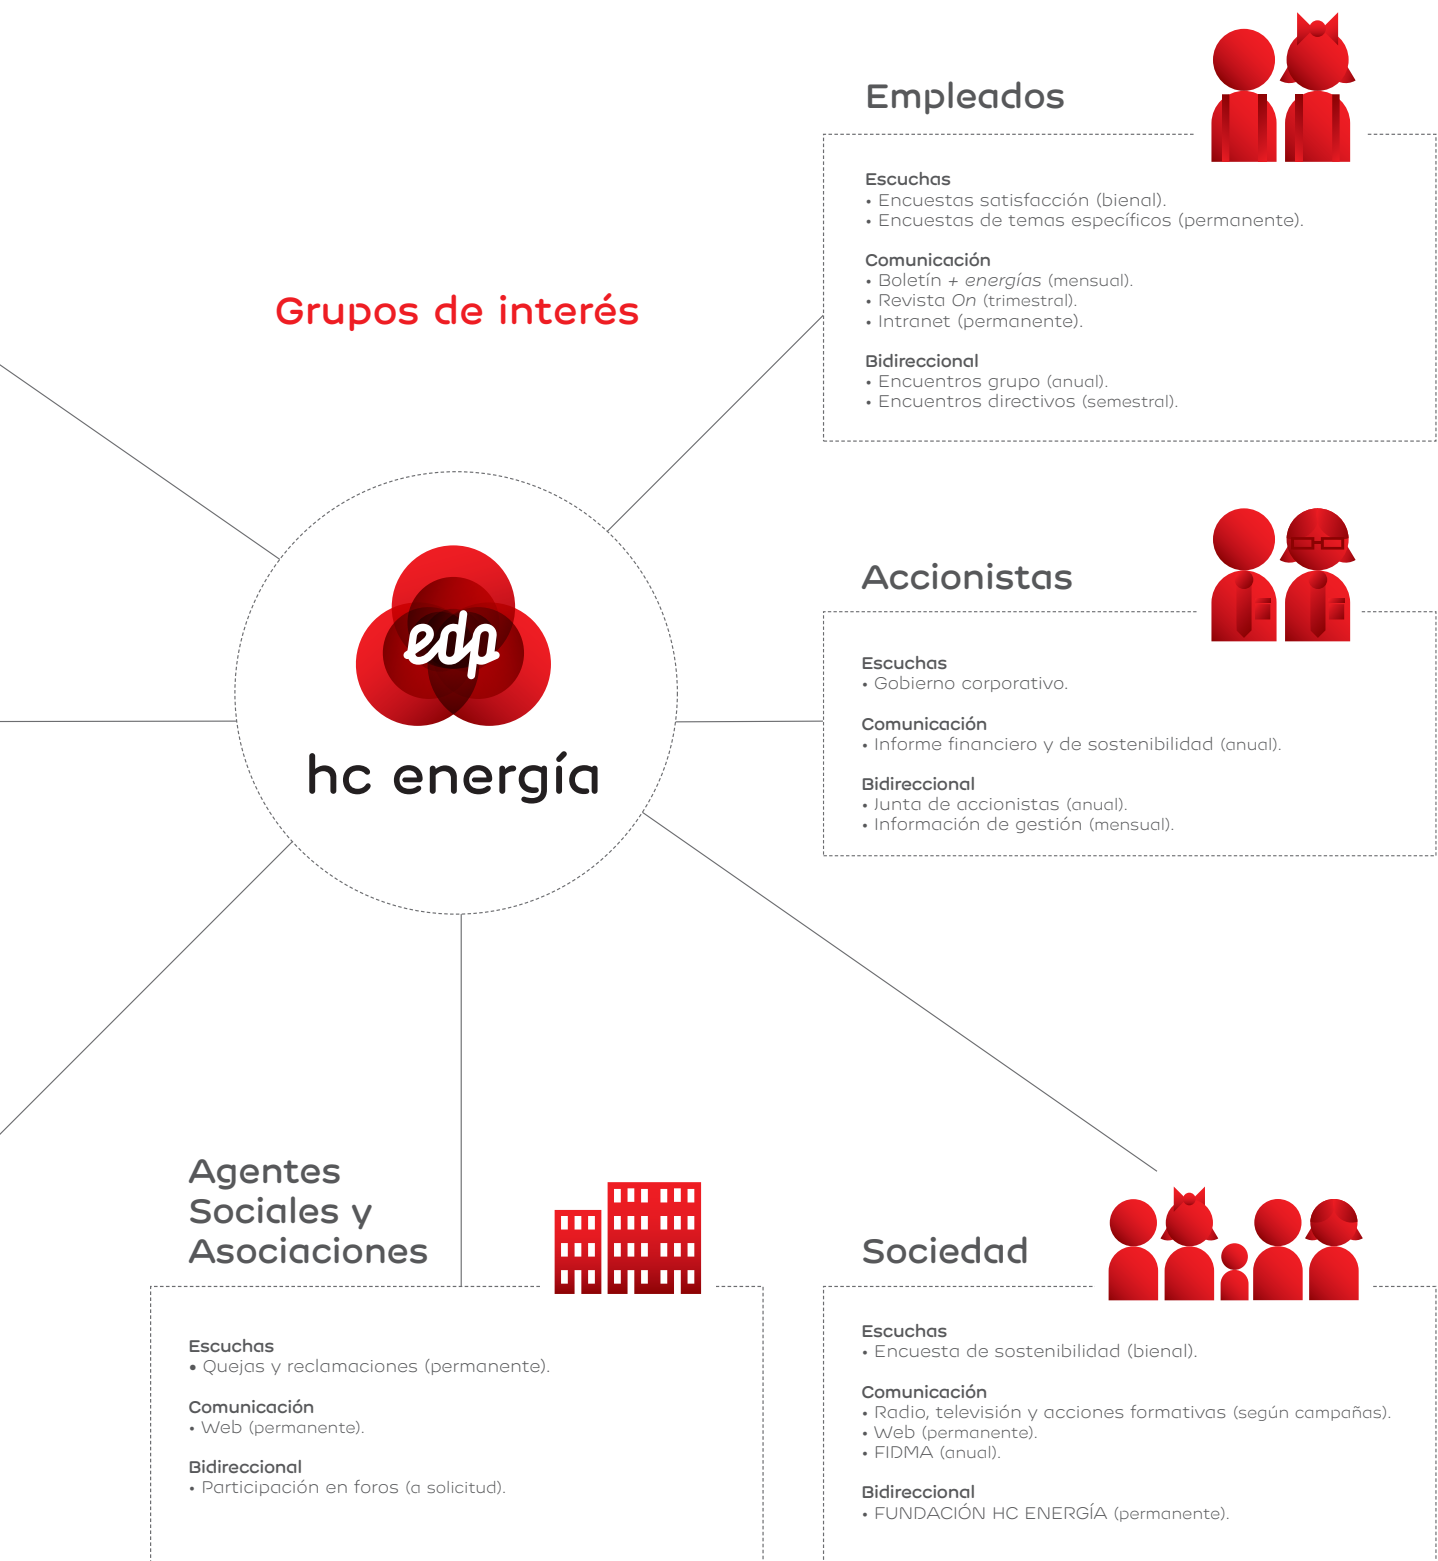 Grupos de interés
edp
hc energía
Empleados
Escuchas
• Encuestas satisfacción (bienal).
• Encuestas de temas específicos (permanente).
Comunicación
• Boletín + energías (mensual).
• Revista On (trimestral).
• Intranet (permanente).
Bidireccional
• Encuentros grupo (anual).
• Encuentros directivos (semestral).
Accionistas
Escuchas
• Gobierno corporativo.
Comunicación
• Informe financiero y de sostenibilidad (anual).
Bidireccional
• Junta de accionistas (anual).
• Información de gestión (mensual).
Agentes
Sociales y
Asociaciones
Escuchas
• Quejas y reclamaciones (permanente).
Comunicación
• Web (permanente).
Bidireccional
• Participación en foros (a solicitud).
Sociedad
Escuchas
• Encuesta de sostenibilidad (bienal).
Comunicación
• Radio, televisión y acciones formativas (según campañas).
• Web (permanente).
• FIDMA (anual).
Bidireccional
• FUNDACIÓN HC ENERGÍA (permanente).